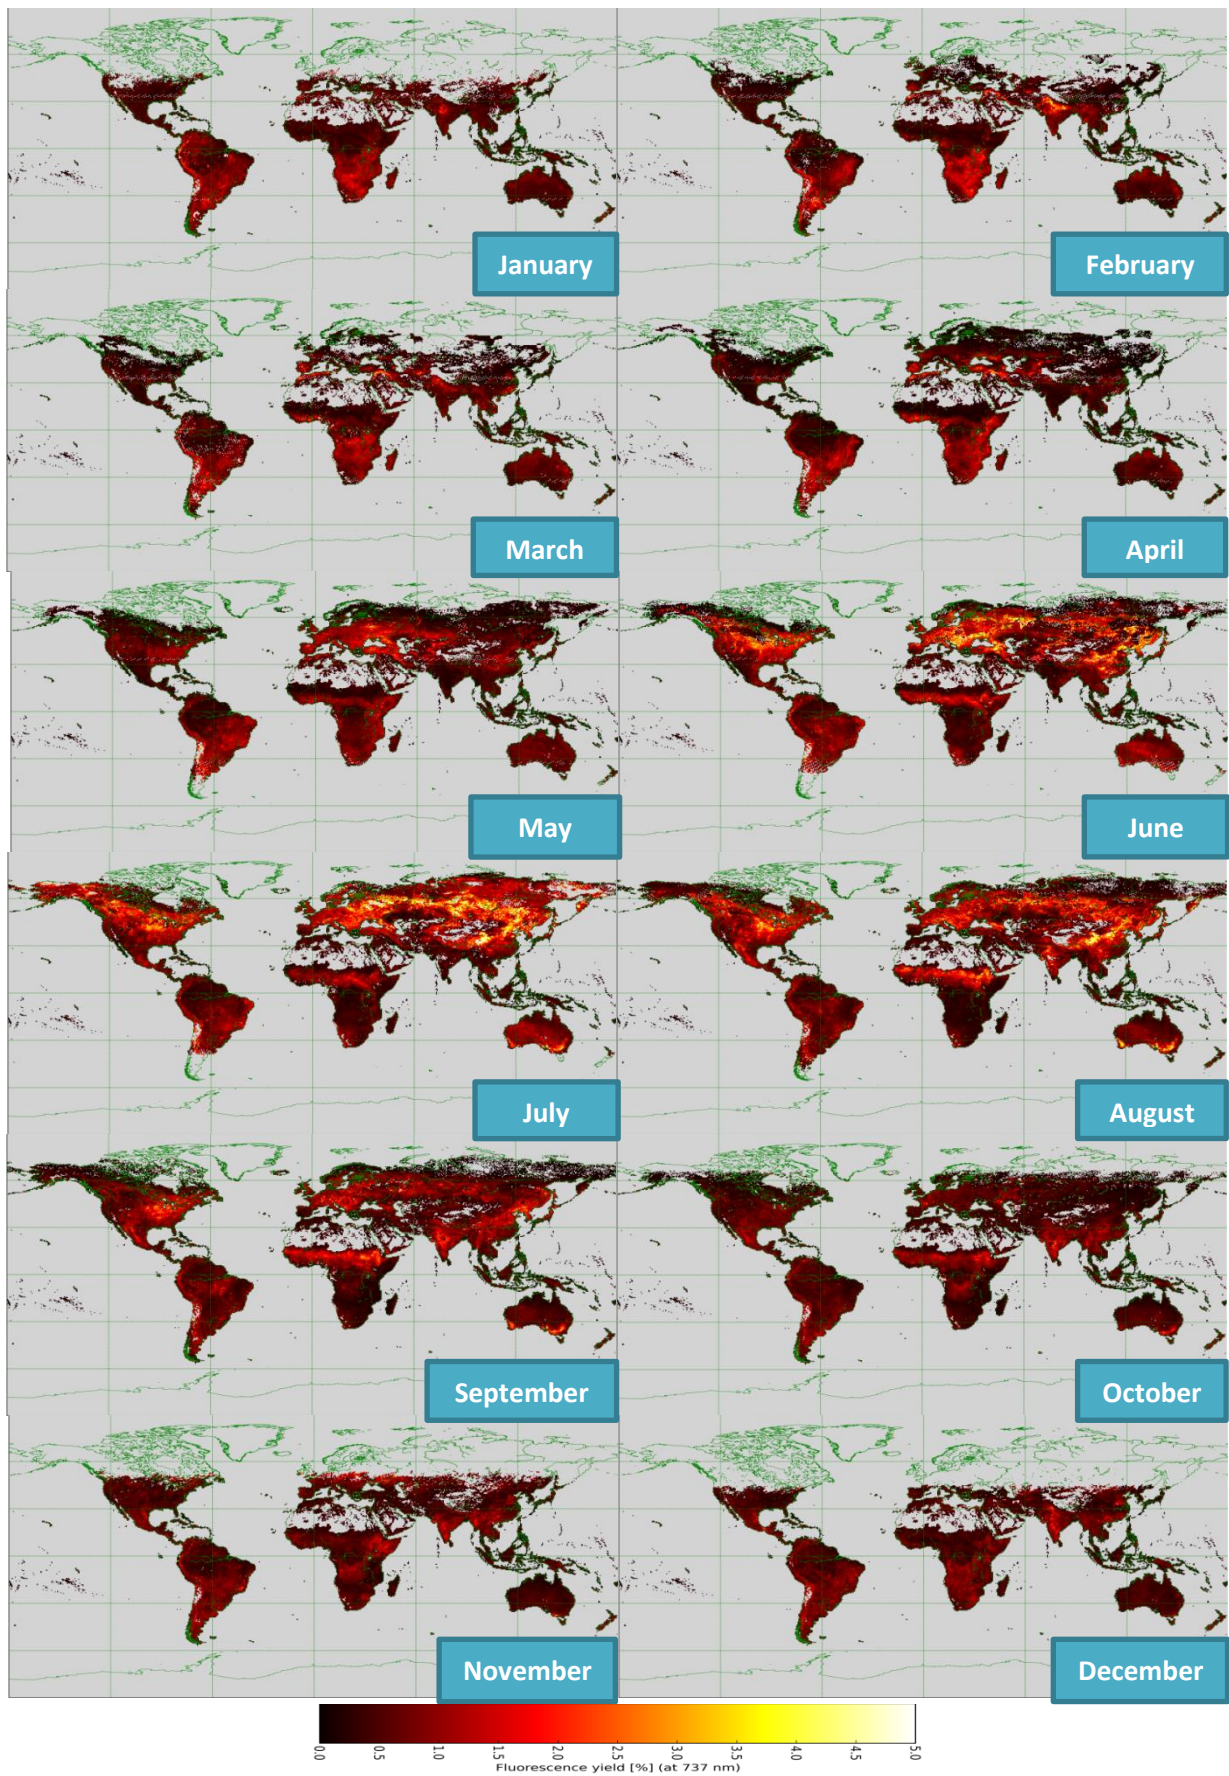 January
February
March
April
May
June
July
August
September
October
November
December
0.0 0.5 1.0 1.5 2.0 2.5 3.0 3.5 4.0 4.5 5.0
Fluorescence yield [%] (at 737 nm)